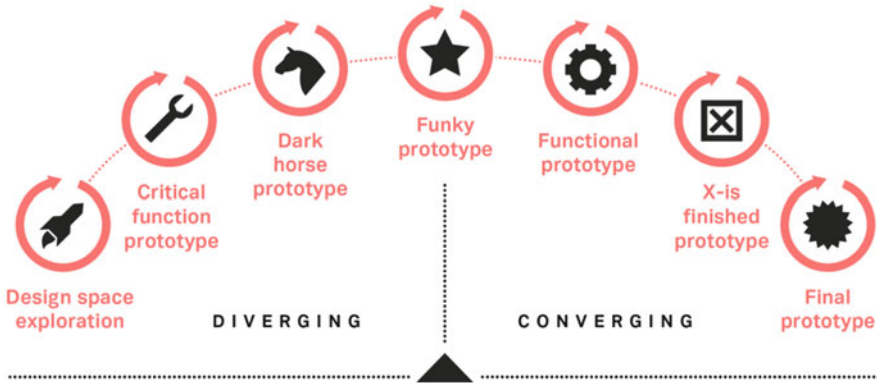 Design space
exploration
Critical
function
prototype
Dark
horse
prototype
Funky
prototype
Functional
prototype
X-is
finished
prototype
Final
prototype
DIVERGING
CONVERGING